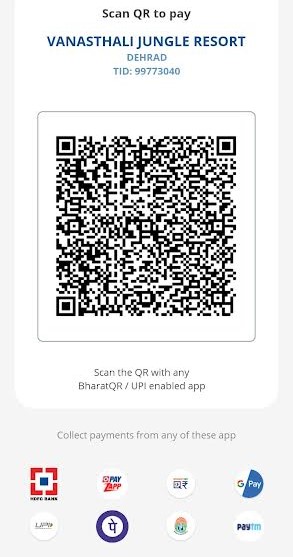 Scan QR to pay
VANASTHALI JUNGLE RESORT
DEHRAD
TID: 99773040
Scan the QR with any
BharatQR / UPI enabled app
Collect payments from any of these app
HDFC BANK
PAY
ZAPP
G Pay
UPI
पे
Paytm